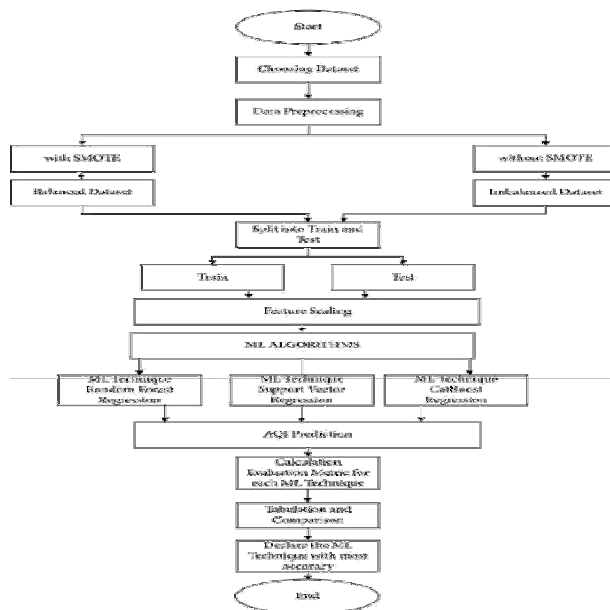 Start
Choosing Dataset
Data Preprocessing
with SMOTE
without SMOTE
Balanced Dataset
Imbalanced Dataset
Split into Train and
Test
Train
Test
Feature Scaling
ML ALGORITHMS
ML Technique
Random Forest
Regression
ML Technique
Support Vector
Regression
ML Technique
CatBoost
Regression
AQI Prediction
Calculation
Evaluation Metric for
each ML Technique
Tabulation and
Comparison
Declare the ML
Technique with most
accuracy
End